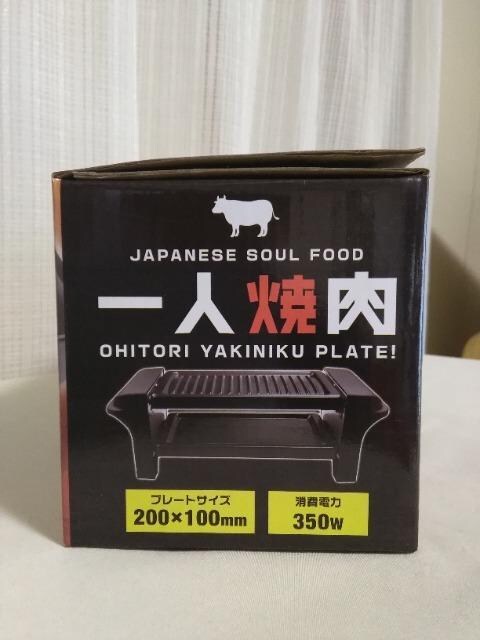 JAPANESE SOUL FOOD
一人焼肉
OHITORI YAKINIKU PLATE!
プレートサイズ
200×100mm
消費電力
350W